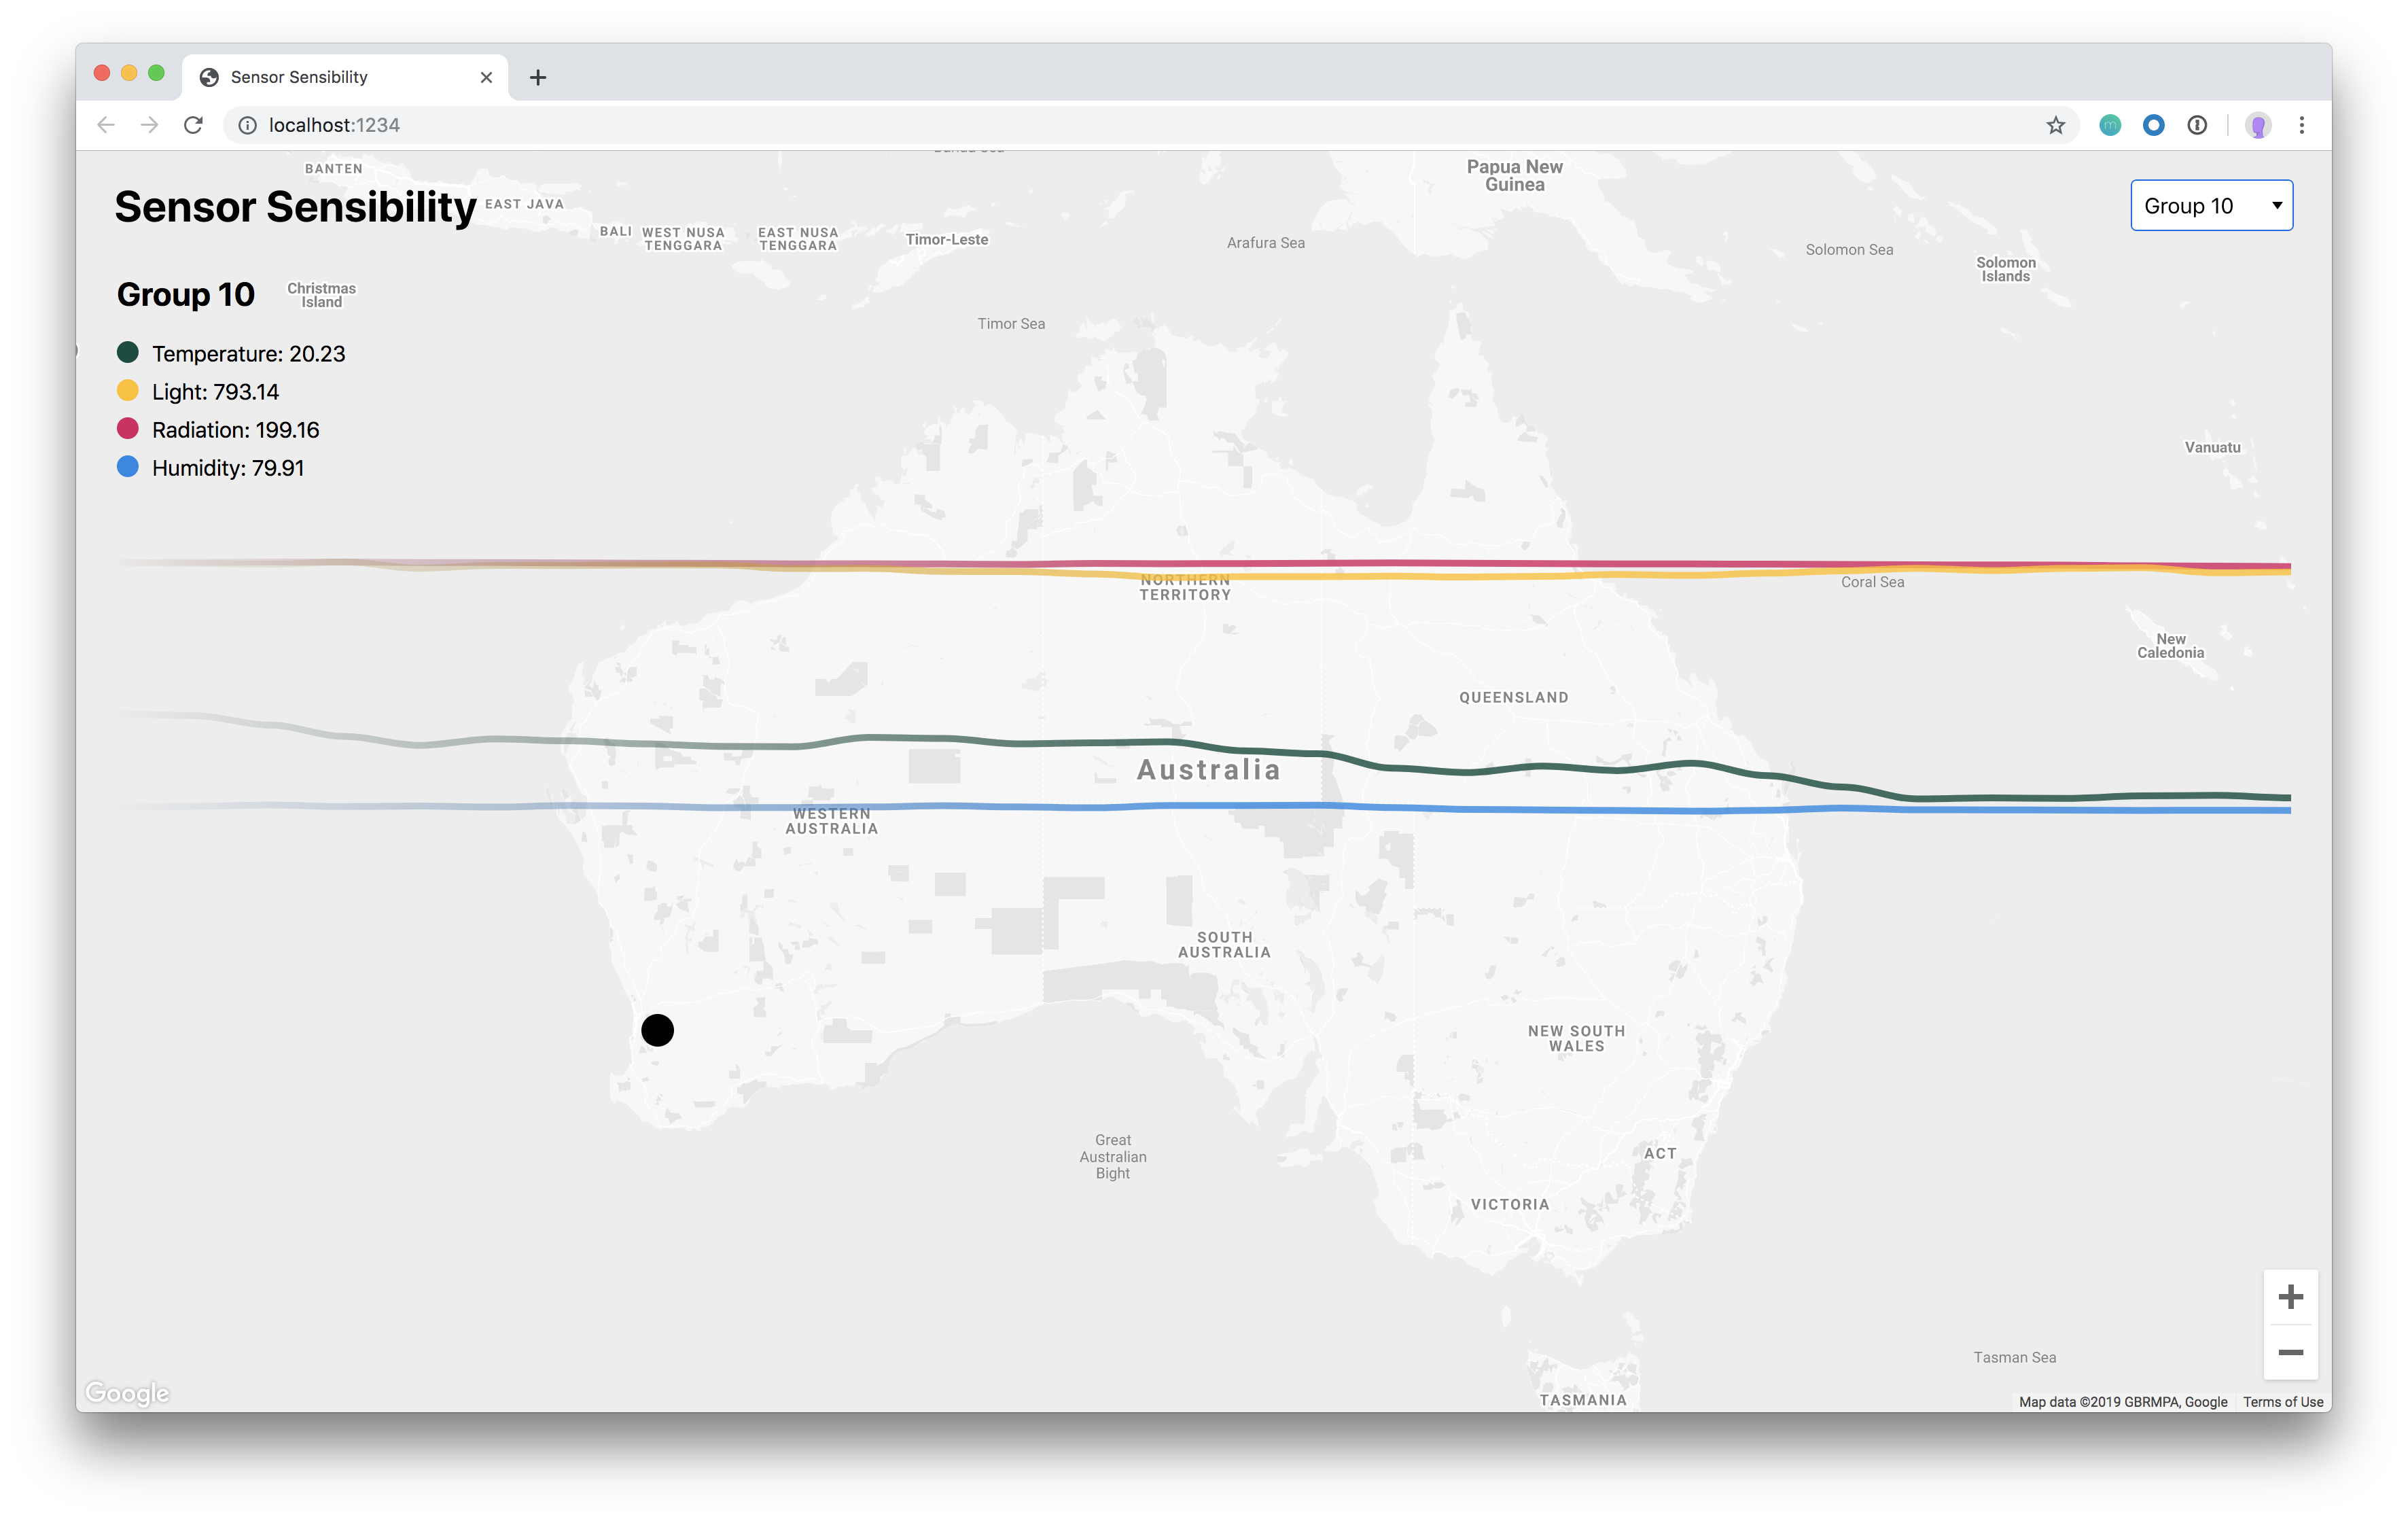 Sensor Sensibility
localhost:1234
BANTEN
Papua New
Guinea
Sensor Sensibility
EAST JAVA
Group 10
BALI
WEST NUSA
TENGGARA
EAST NUSA
TENGGARA
Timor-Leste
Arafura Sea
Solomon Sea
Solomon
Islands
Group 10
Christmas
Island
Timor Sea
Temperature: 20.23
Light: 793.14
Radiation: 199.16
Humidity: 79.91
Vanuatu
NORTHERN
TERRITORY
Coral Sea
New
Caledonia
QUEENSLAND
Australia
WESTERN
AUSTRALIA
SOUTH
AUSTRALIA
NEW SOUTH
WALES
Great
Australian
Bight
ACT
VICTORIA
Tasman Sea
TASMANIA
Google
Map data ©2019 GBRMPA, Google
Terms of Use